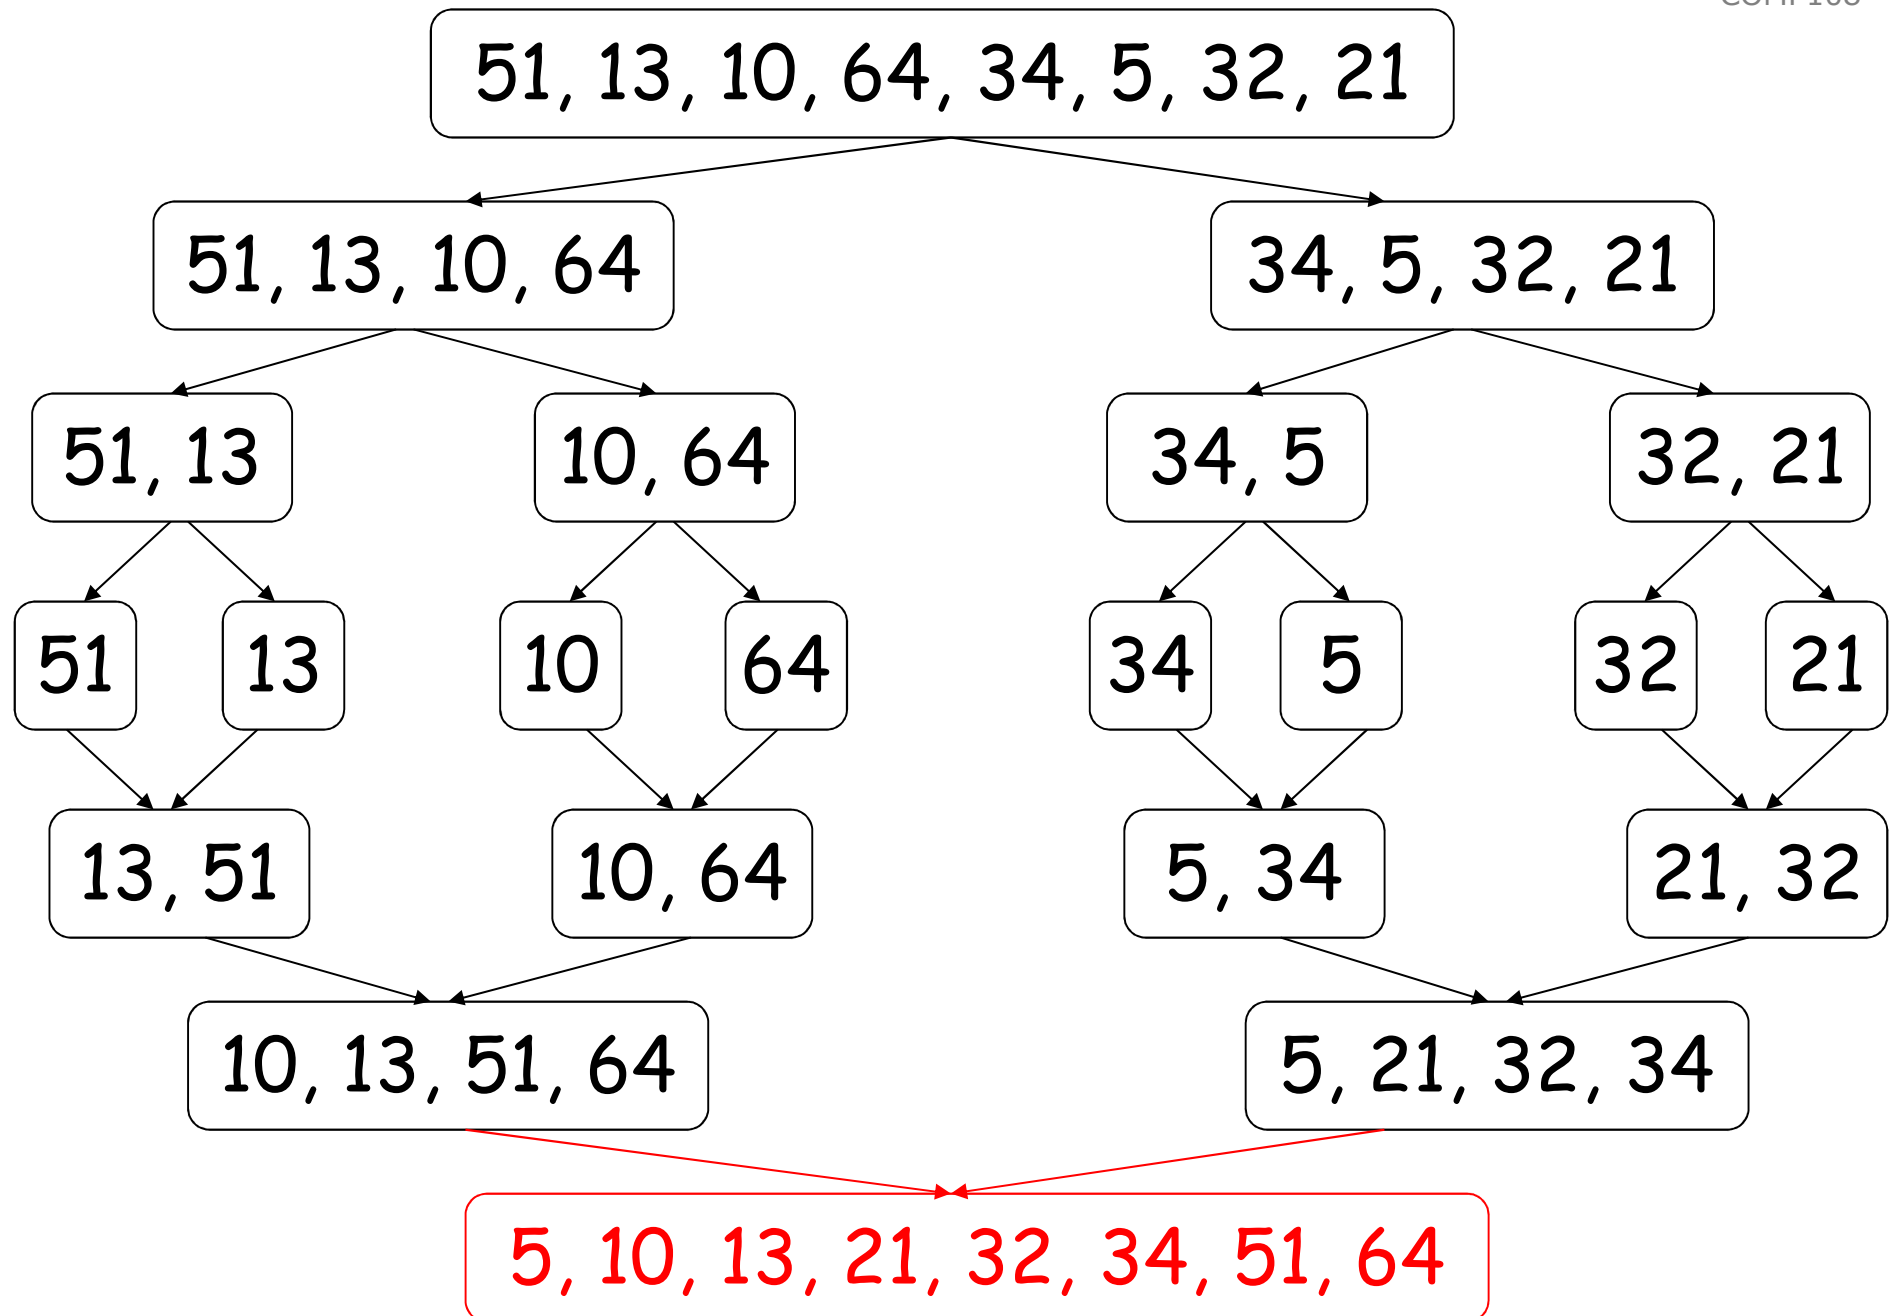 51, 13, 10, 64, 34, 5, 32, 21
51, 13, 10, 64
34, 5, 32, 21
51, 13
10, 64
34, 5
32, 21
51
13
10
64
34
5
32
21
13, 51
10, 64
5, 34
21, 32
10, 13, 51, 64
5, 21, 32, 34
5, 10, 13, 21, 32, 34, 51, 64